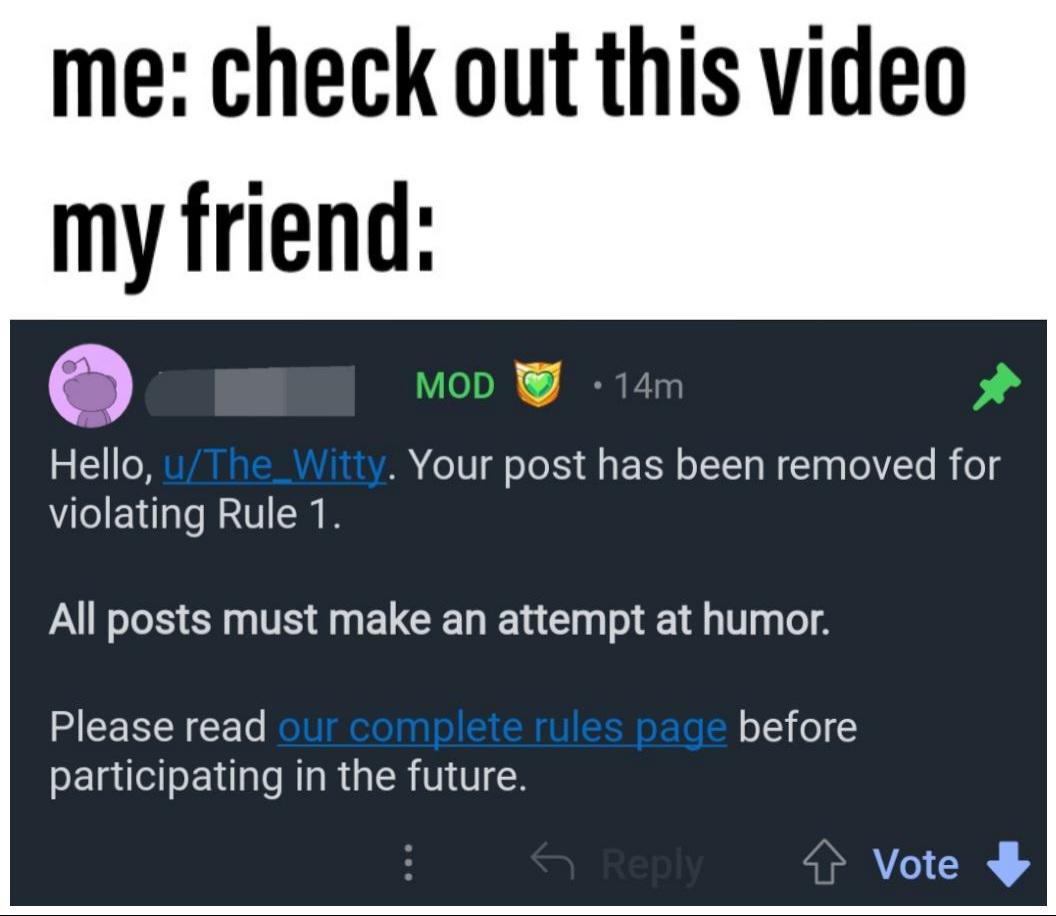 me: check out this video
my friend:
MOD • 14m
Hello, u/The_Witty. Your post has been removed for
violating Rule 1.
All posts must make an attempt at humor.
Please read our complete rules page before
participating in the future.
Reply Vote